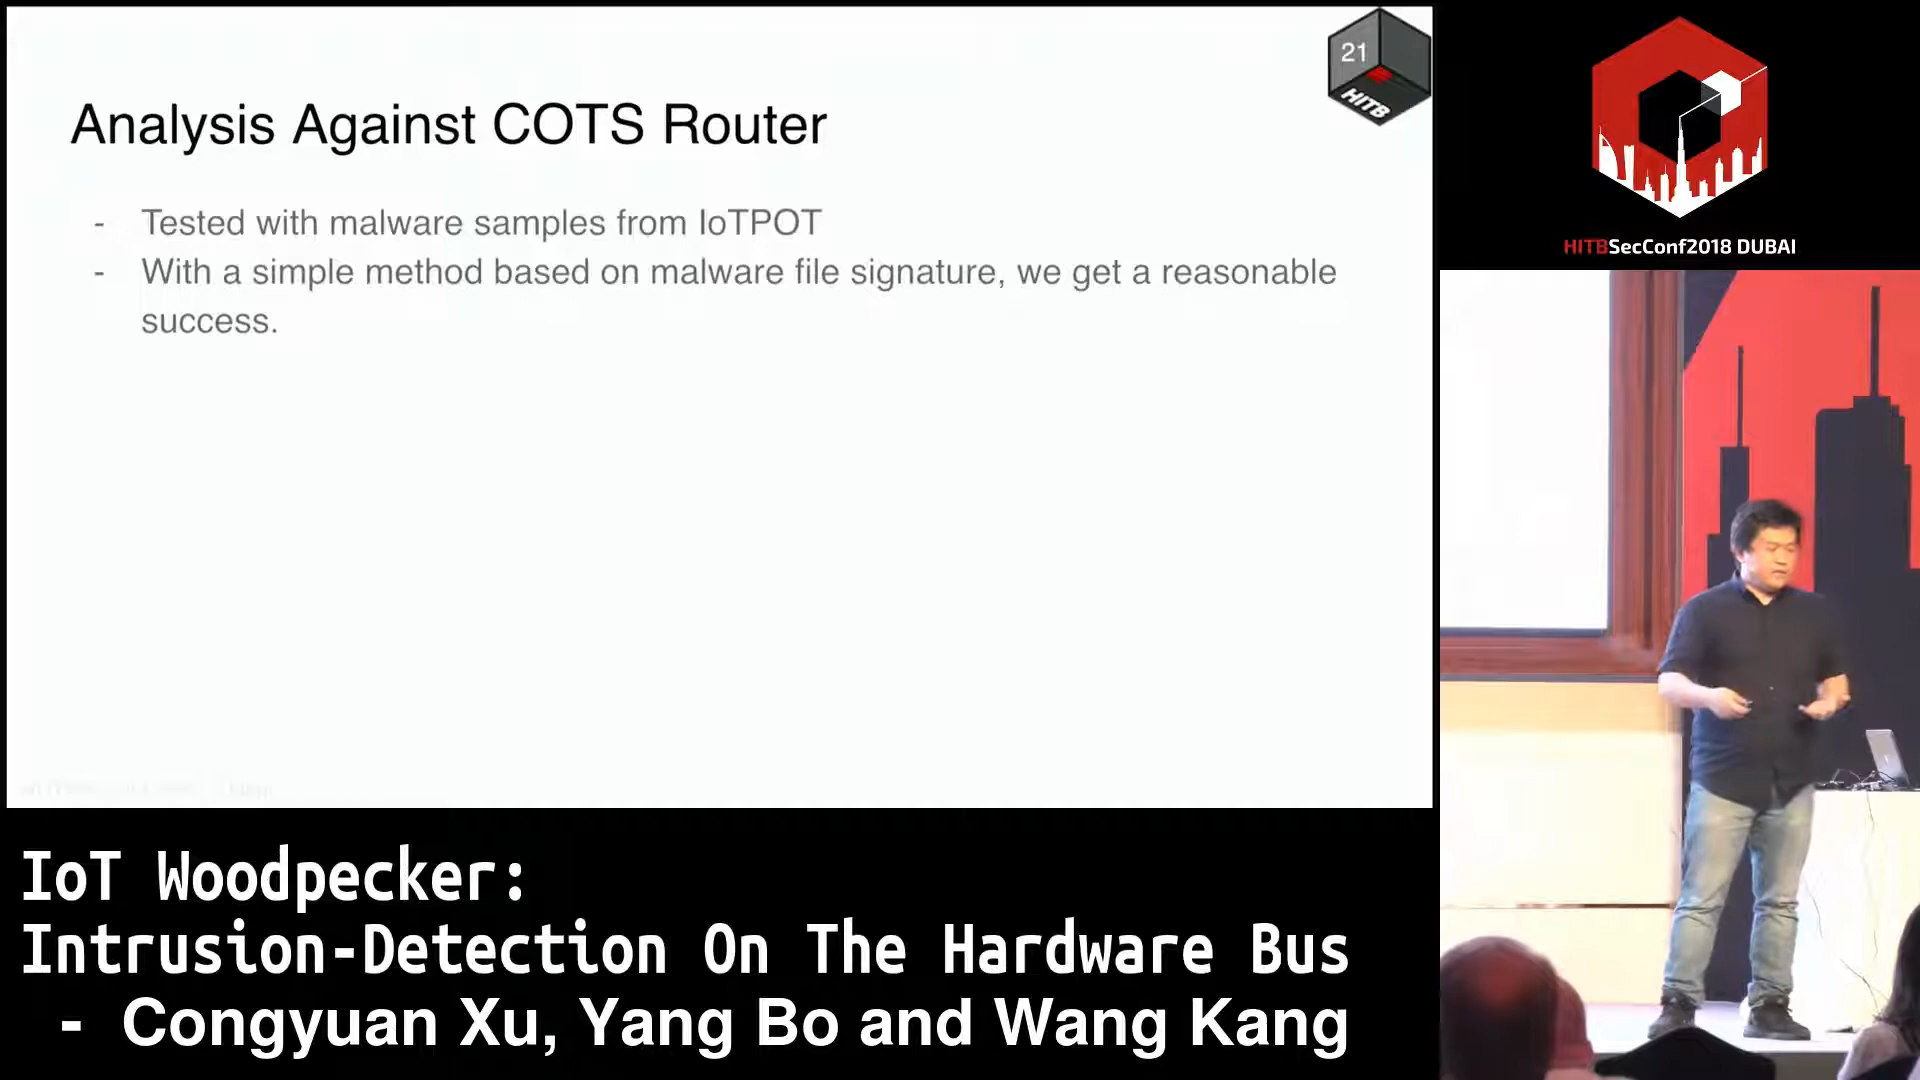 21
HITB
Analysis Against COTS Router
- Tested with malware samples from IoTPOT
- With a simple method based on malware file signature, we get a reasonable
success.
HITBSecConf2018 DUBAI
IoT Woodpecker:
Intrusion-Detection On The Hardware Bus
- Congyuan Xu, Yang Bo and Wang Kang